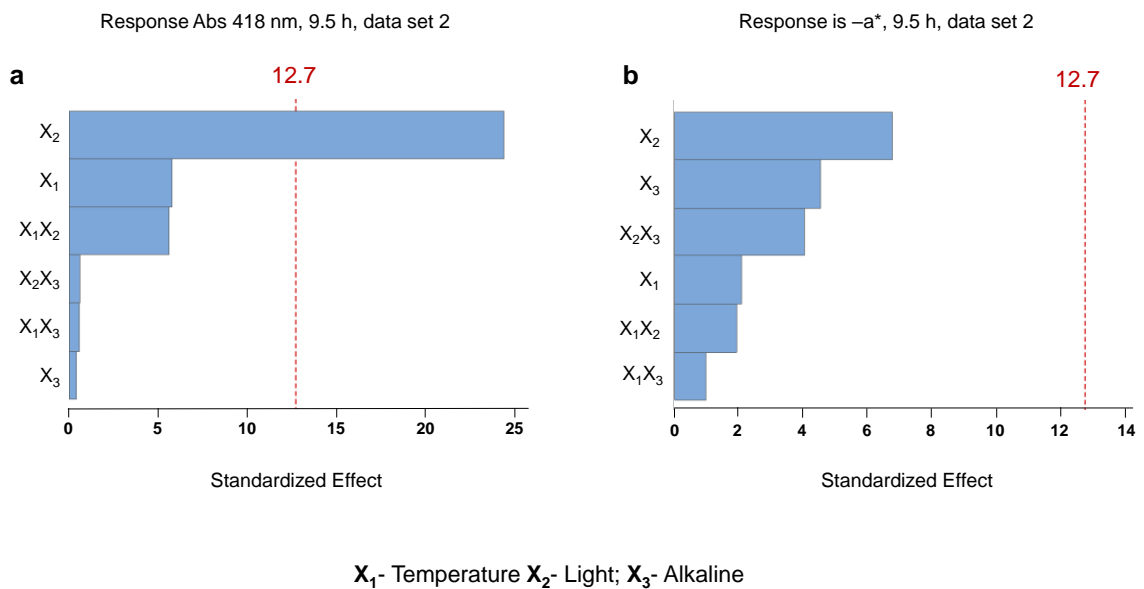 Response Abs 418 nm, 9.5 h, data set 2
a
12.7
X₂
X₁
X₁X₂
X₂X₃
X₁X₃
X₃
0 5 10 15 20 25
Standardized Effect
Response is –a*, 9.5 h, data set 2
b
12.7
X₂
X₃
X₂X₃
X₁
X₁X₂
X₁X₃
0 2 4 6 8 10 12 14
Standardized Effect
X₁- Temperature X₂- Light; X₃- Alkaline